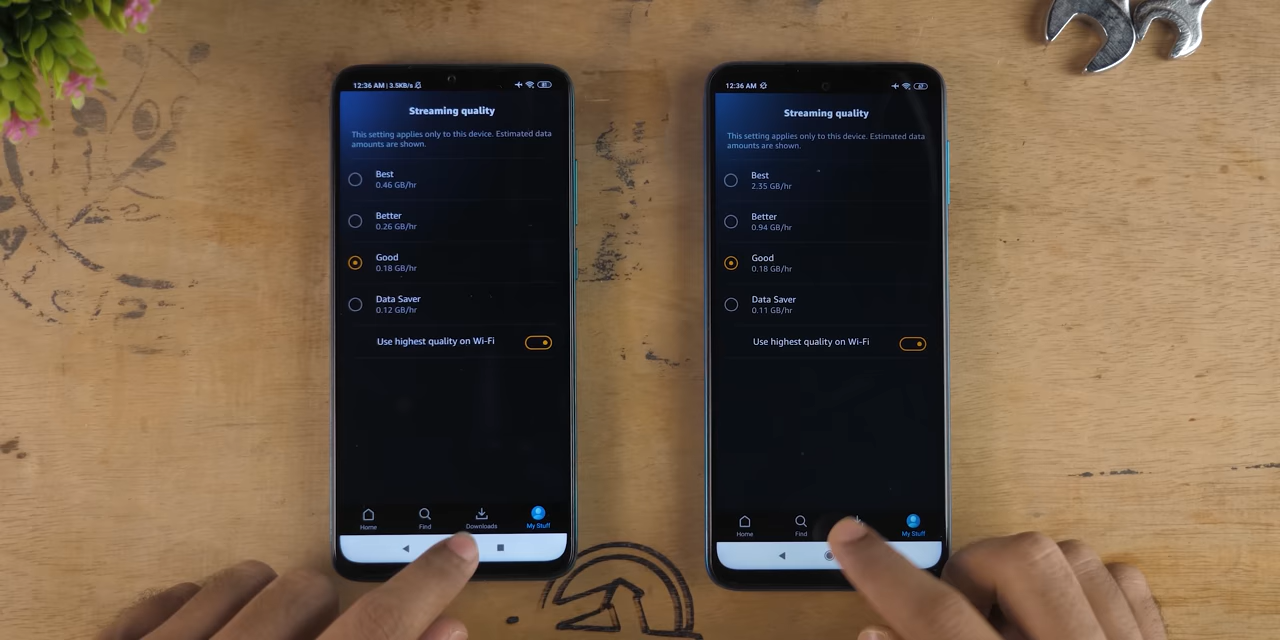 12:36 AM | 3.5KB/s
Streaming quality
This setting applies only to this device. Estimated data
amounts are shown.
Best
0.46 GB/hr
Better
0.26 GB/hr
Good
0.18 GB/hr
Data Saver
0.12 GB/hr
Use highest quality on Wi-Fi
Home
Find
Downloads
My Stuff
12:36 AM
Streaming quality
This setting applies only to this device. Estimated data
amounts are shown.
Best
2.35 GB/hr
Better
0.94 GB/hr
Good
0.18 GB/hr
Data Saver
0.11 GB/hr
Use highest quality on Wi-Fi
Home
Find
My Stuff